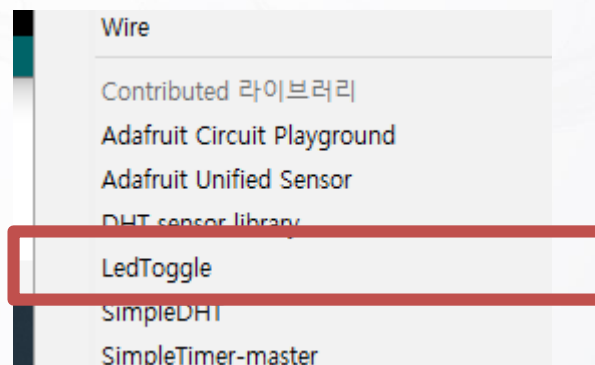 Wire
Contributed 라이브러리
Adafruit Circuit Playground
Adafruit Unified Sensor
DHT sensor library
LedToggle
SimpleDHT
SimpleTimer-master